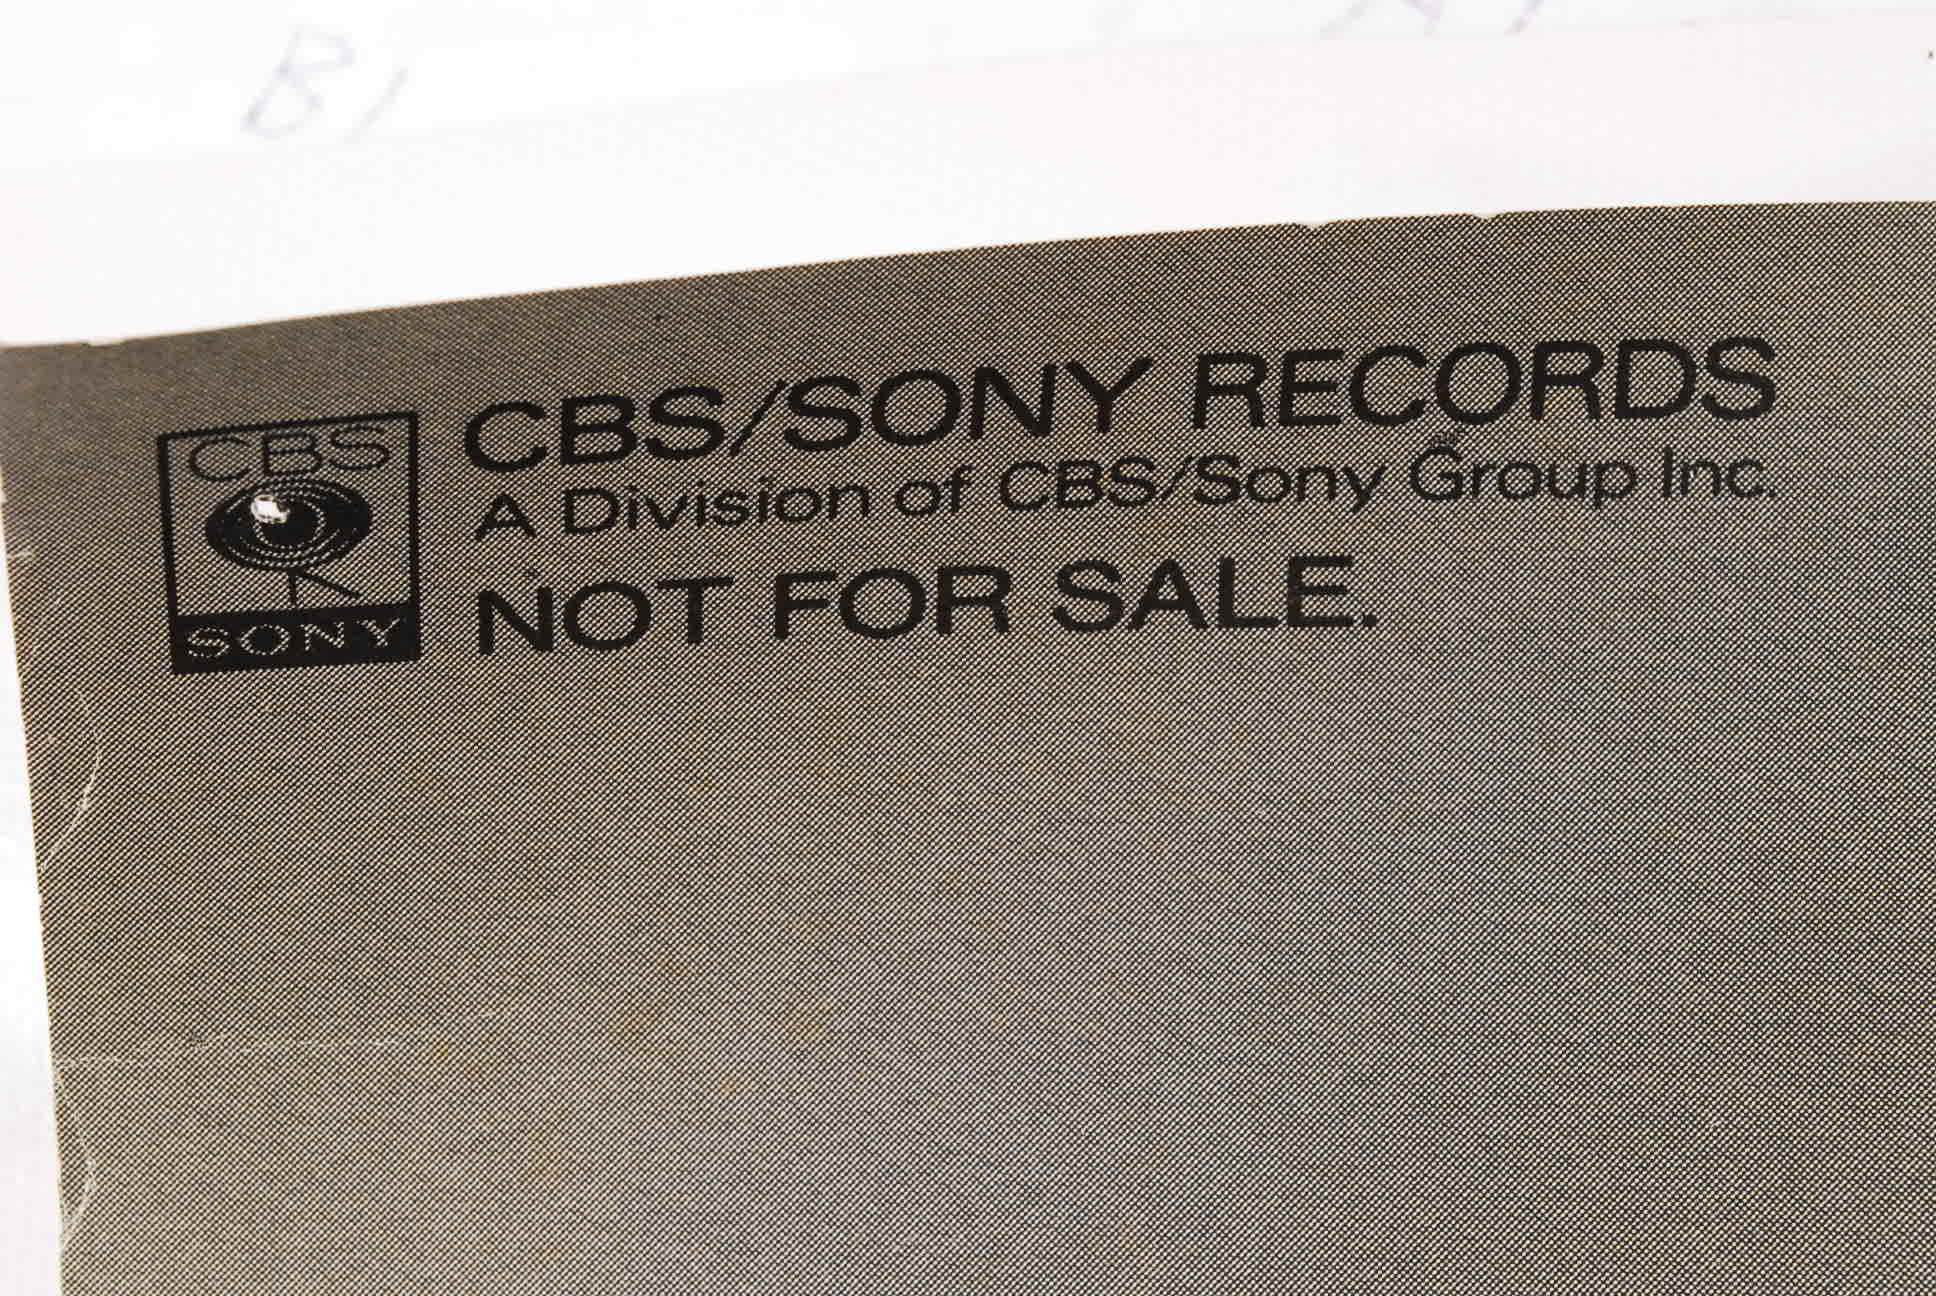 B)
CBS
SONY
CBS/SONY RECORDS
A Division of CBS/Sony Group Inc.
NOT FOR SALE.